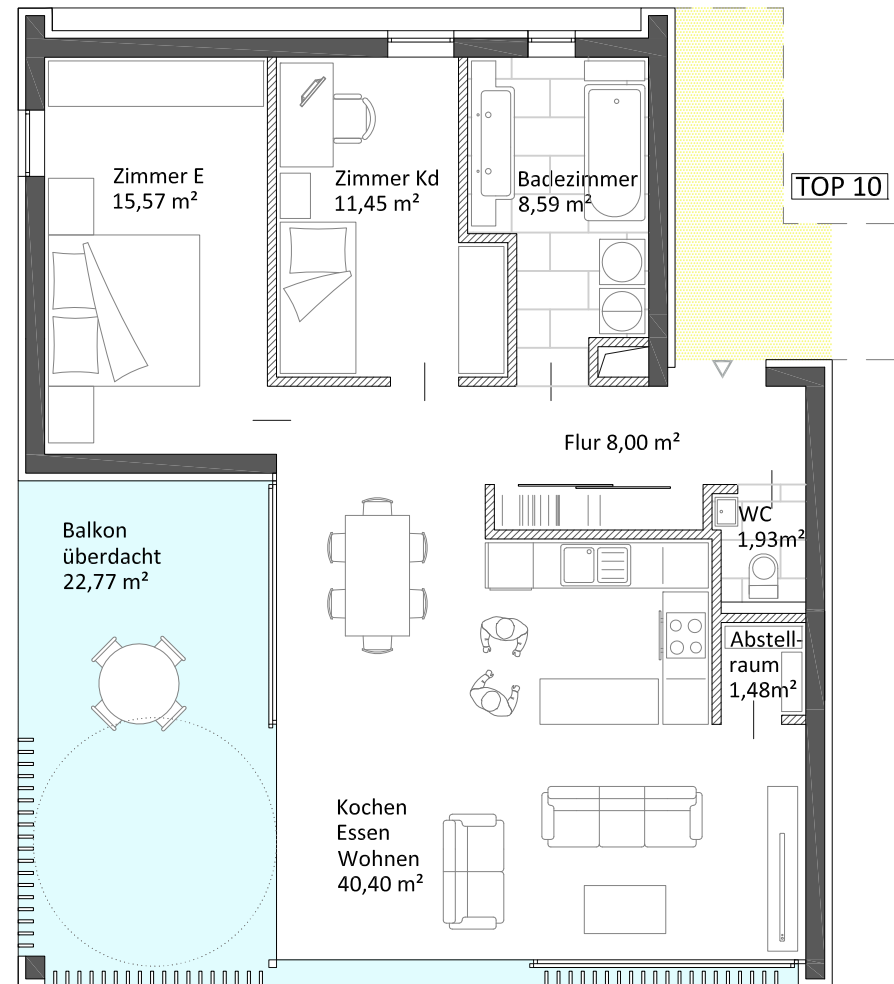 Zimmer E
15,57 m²
Zimmer Kd
11,45 m²
Badezimmer
8,59 m²
TOP 10
Flur 8,00 m²
WC
1,93m²
Balkon
überdacht
22,77 m²
Abstell-
raum
1,48m²
Kochen
Essen
Wohnen
40,40 m²